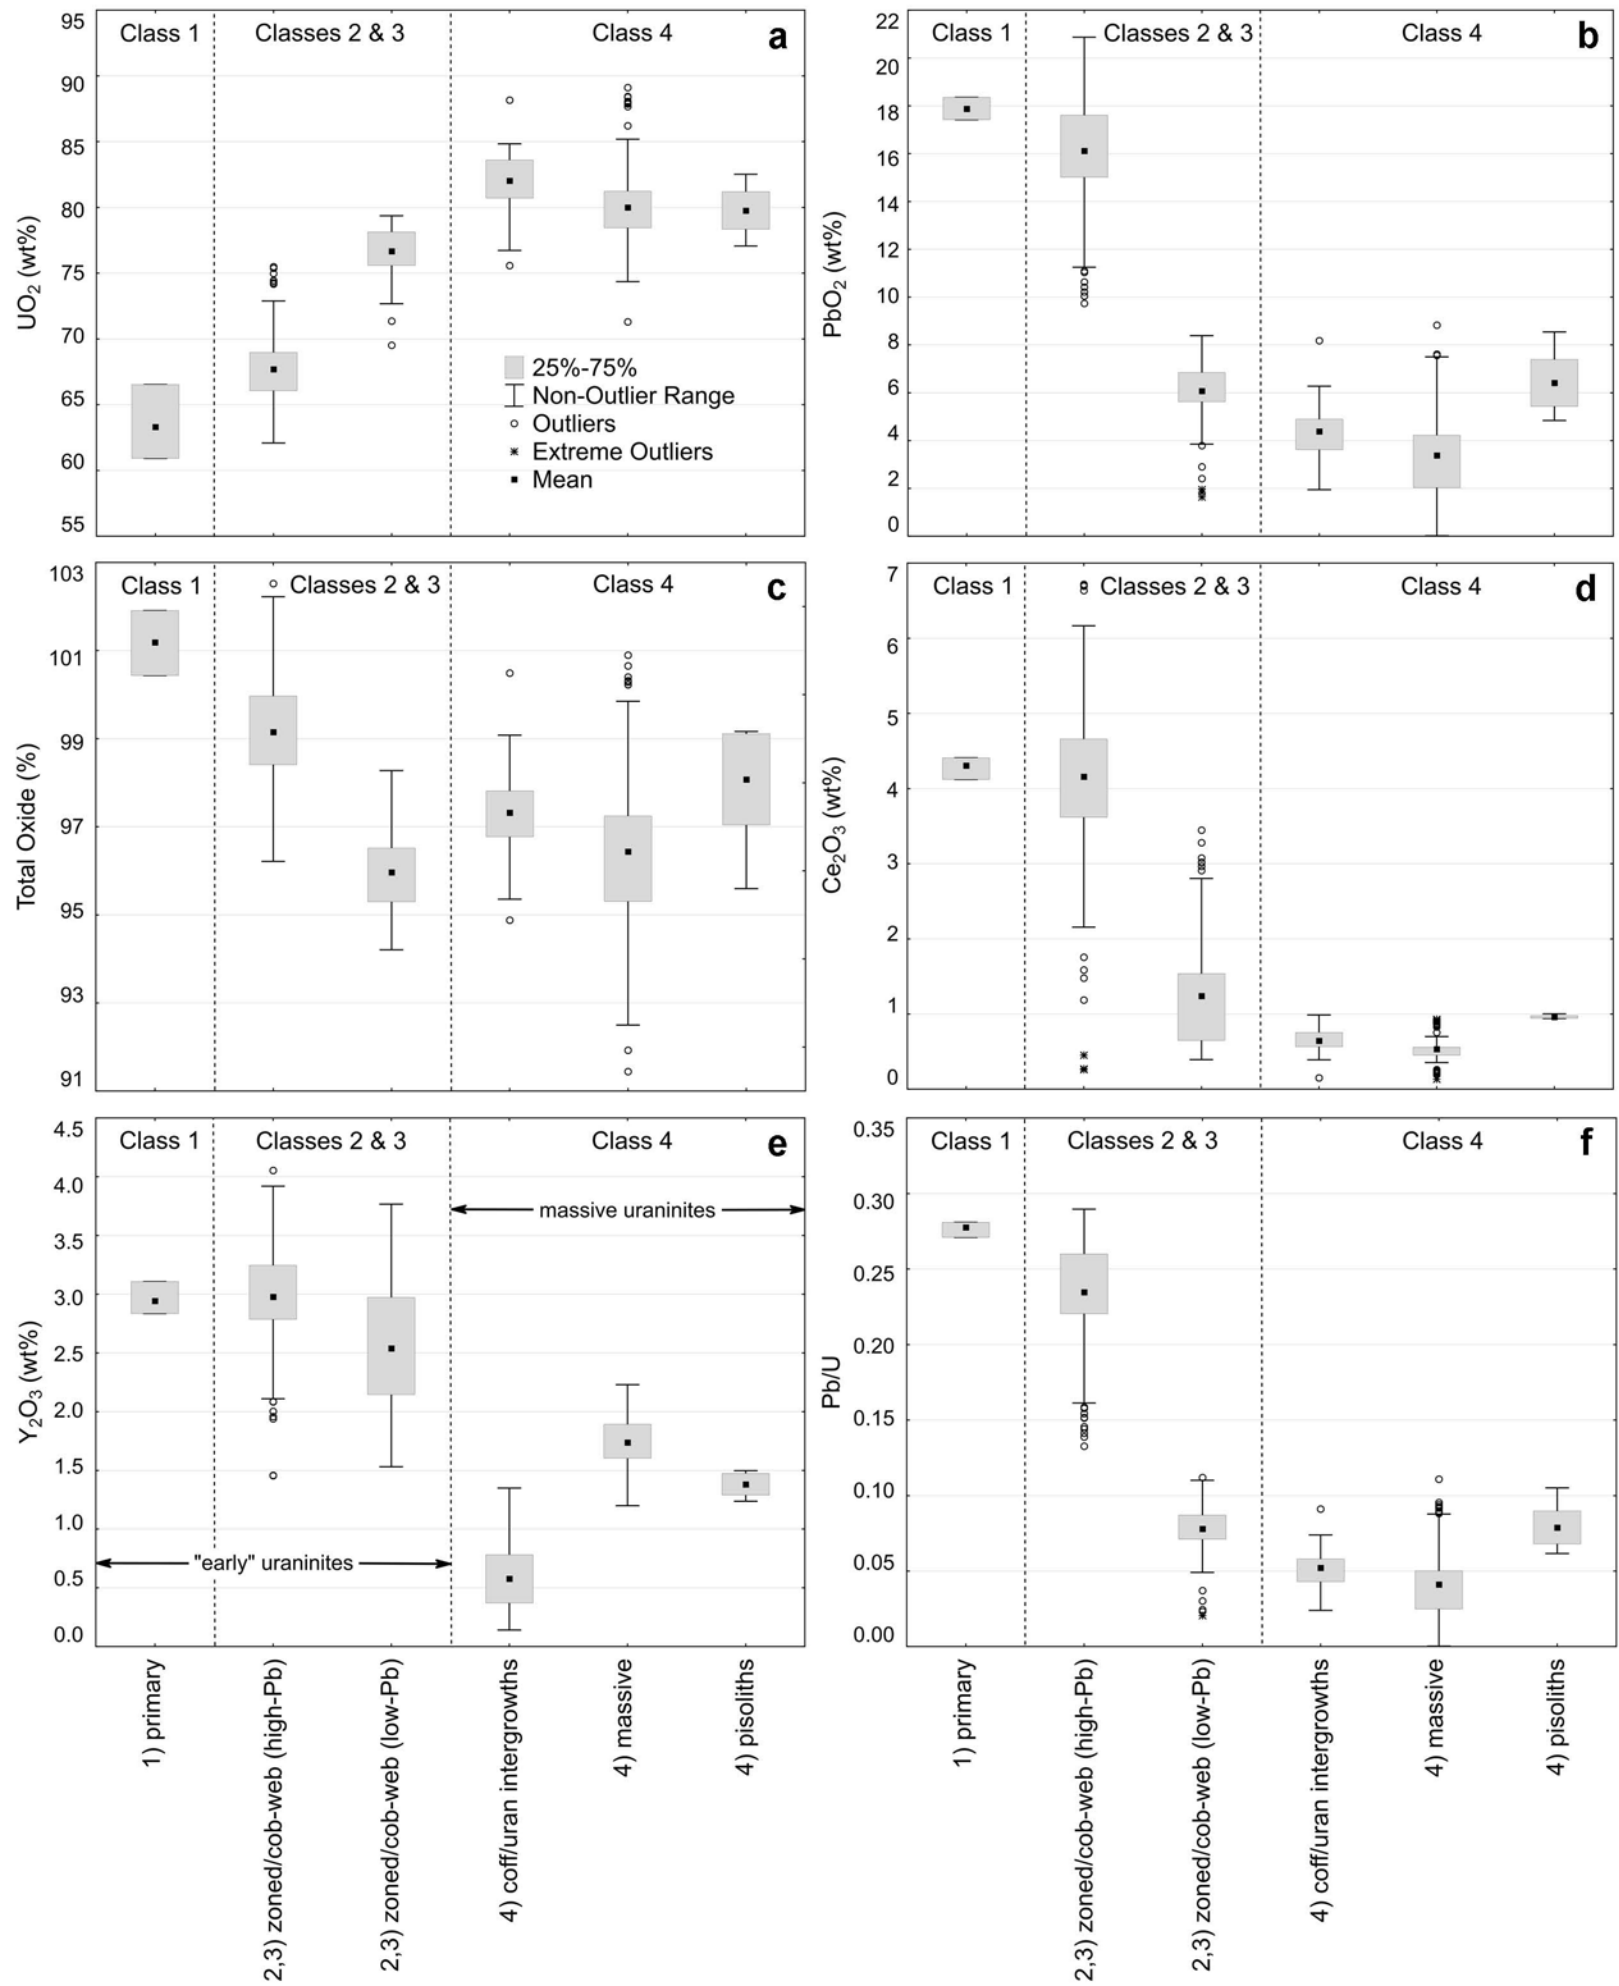 Class 1 Classes 2 & 3 Class 4 a
95
90
85
80
75
70
65
60
55
UO2 (wt%)
25%-75%
Non-Outlier Range
Outliers
Extreme Outliers
Mean
Class 1 Classes 2 & 3 Class 4 b
22
20
18
16
14
12
10
8
6
4
2
0
PbO2 (wt%)
Class 1 Classes 2 & 3 Class 4 c
103
101
99
97
95
93
91
Total Oxide (%)
Class 1 Classes 2 & 3 Class 4 d
7
6
5
4
3
2
1
0
Ce2O3 (wt%)
Class 1 Classes 2 & 3 Class 4 e
4.5
4.0
3.5
3.0
2.5
2.0
1.5
1.0
0.5
0.0
Y2O3 (wt%)
massive uraninites
"early" uraninites
1) primary
2,3) zoned/cob-web (high-Pb)
2,3) zoned/cob-web (low-Pb)
4) coff/uran intergrowths
4) massive
4) pisoliths
Class 1 Classes 2 & 3 Class 4 f
0.35
0.30
0.25
0.20
0.15
0.10
0.05
0.00
Pb/U
1) primary
2,3) zoned/cob-web (high-Pb)
2,3) zoned/cob-web (low-Pb)
4) coff/uran intergrowths
4) massive
4) pisoliths